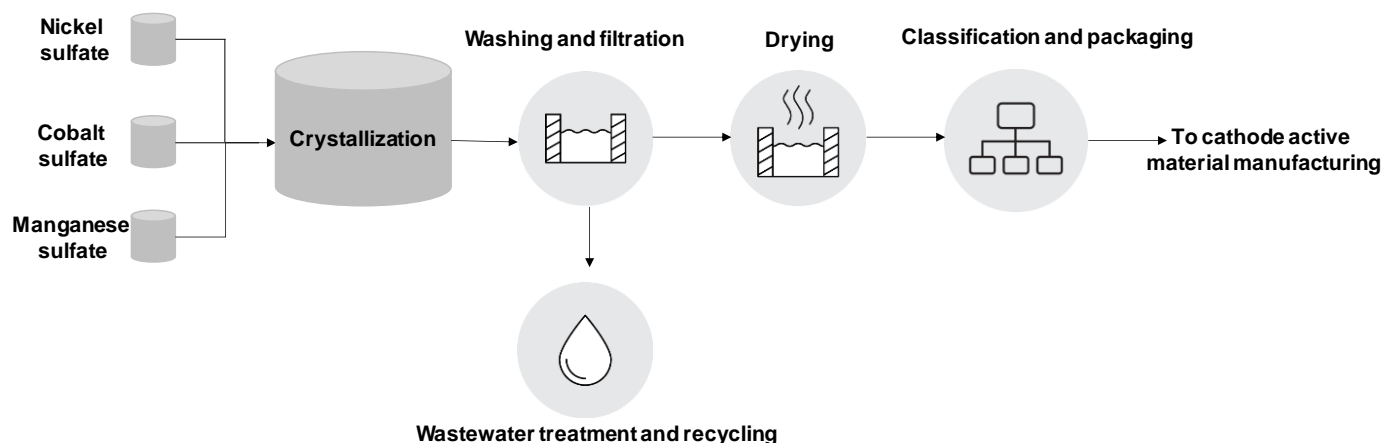 Nickel
sulfate
Cobalt
sulfate
Manganese
sulfate
Crystallization
Washing and filtration
Drying
Classification and packaging
To cathode active
material manufacturing
Wastewater treatment and recycling